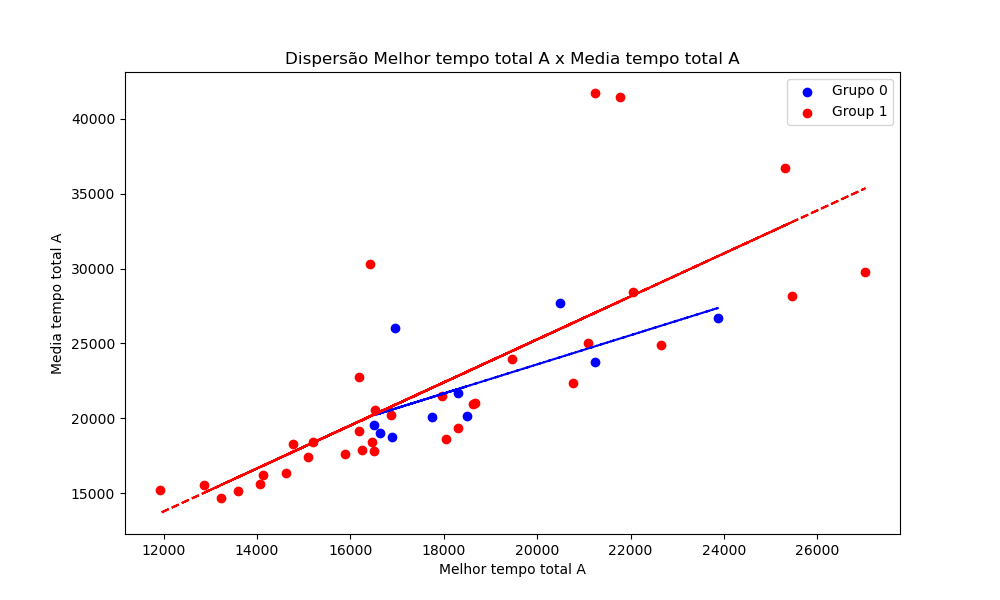 Dispersão Melhor tempo total A x Media tempo total A
Grupo 0
Group 1
40000
35000
30000
25000
20000
15000
Media tempo total A
12000 14000 16000 18000 20000 22000 24000 26000
Melhor tempo total A